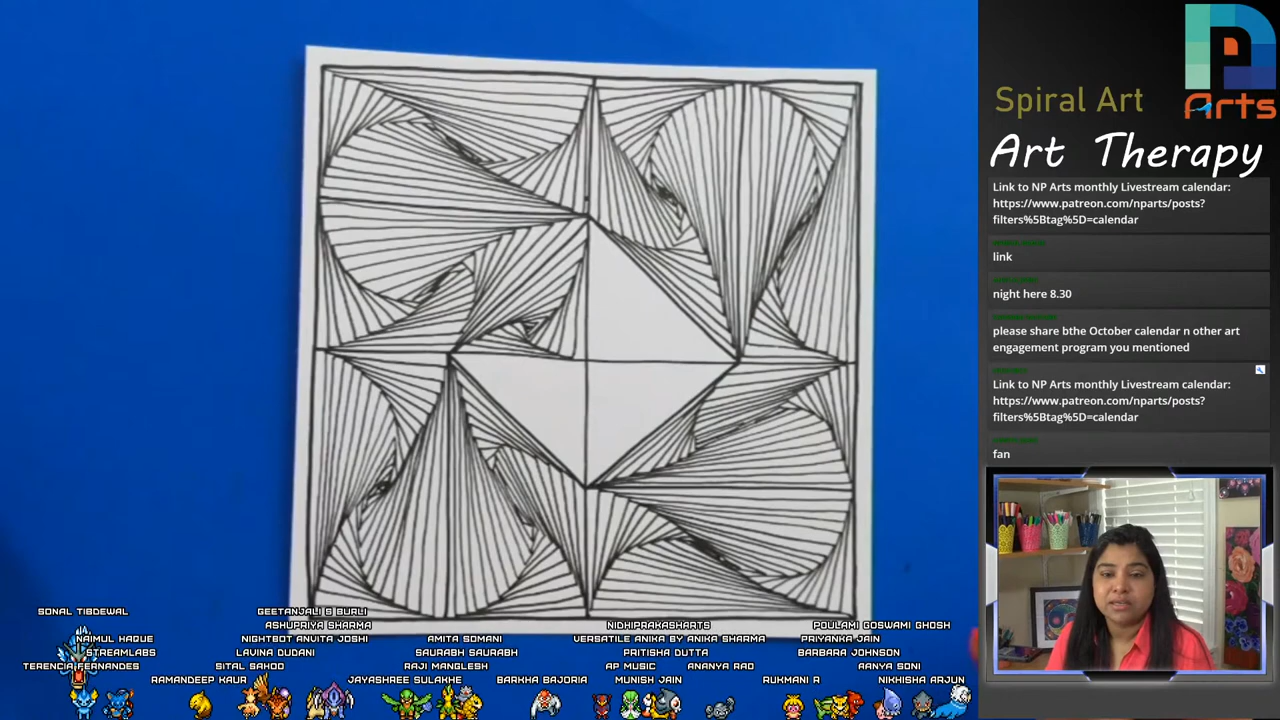 Spiral Art
Arts
Art Therapy
Link to NP Arts monthly Livestream calendar:
https://www.patreon.com/nparts/posts?
filters%5Btag%5D=calendar
link
night here 8.30
please share bthe October calendar n other art
engagement program you mentioned
Link to NP Arts monthly Livestream calendar:
https://www.patreon.com/nparts/posts?
filters%5Btag%5D=calendar
fan
SONAL TIBDEWAL
GEETANJALI S BURLI
NIDHIPRAKASHARTS
POULAMI GOSWAMI GHOSH
ASHUPRIYA SHARMA
NAIMUL HAQUE
NIGHTBOT ANVITA JOSHI
AMITA SOMANI
VERSATILE ANIKA BY ANIKA SHARMA
PRIYANKA JAIN
STREAMLABS
LAVINA DUDANI
SAURABH SAURABH
PRITISHA DUTTA
BARBARA JOHNSON
TERENCIA FERNANDES
SITAL SAHOO
RAJI MANGLESH
AP MUSIC
ANANYA RAO
AANYA SONI
RAMANDEEP KAUR
JAYASHREE SULAKHE
BARKHA BAJORIA
MUNISH JAIN
RUKMANI R
NIKHISHA ARJUN